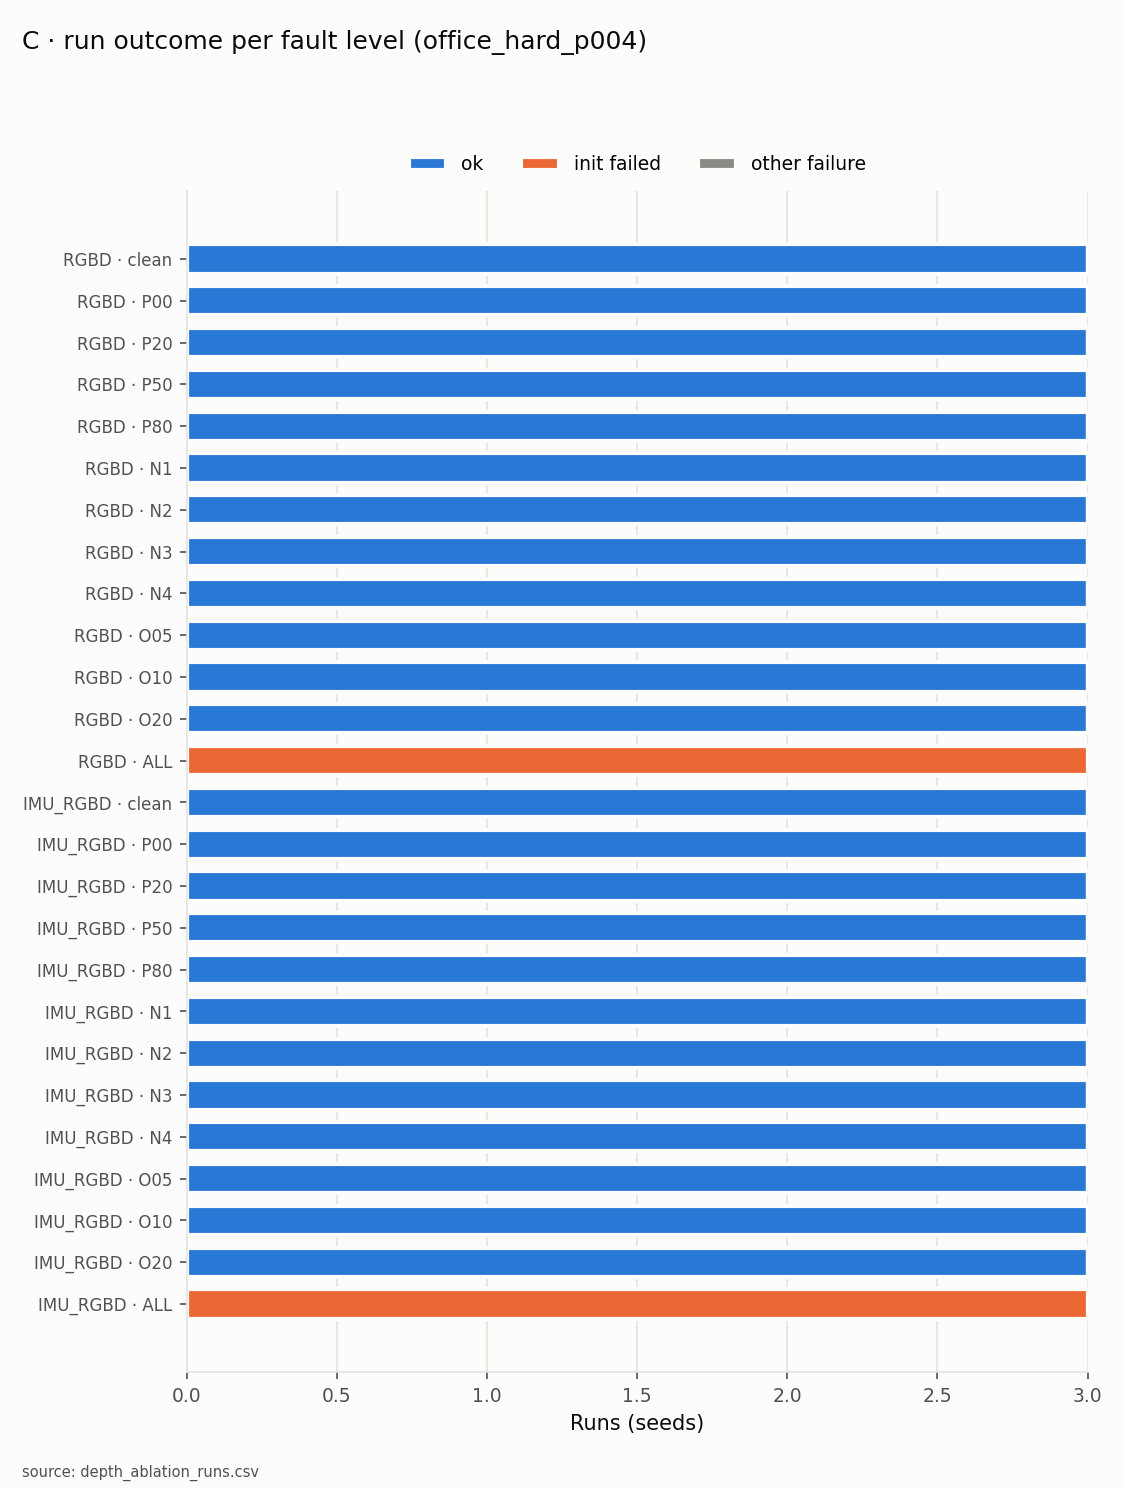 C · run outcome per fault level (office_hard_p004)
ok init failed other failure
RGBD · clean
RGBD · P00
RGBD · P20
RGBD · P50
RGBD · P80
RGBD · N1
RGBD · N2
RGBD · N3
RGBD · N4
RGBD · O05
RGBD · O10
RGBD · O20
RGBD · ALL
IMU_RGBD · clean
IMU_RGBD · P00
IMU_RGBD · P20
IMU_RGBD · P50
IMU_RGBD · P80
IMU_RGBD · N1
IMU_RGBD · N2
IMU_RGBD · N3
IMU_RGBD · N4
IMU_RGBD · O05
IMU_RGBD · O10
IMU_RGBD · O20
IMU_RGBD · ALL
0.0 0.5 1.0 1.5 2.0 2.5 3.0
Runs (seeds)
source: depth_ablation_runs.csv